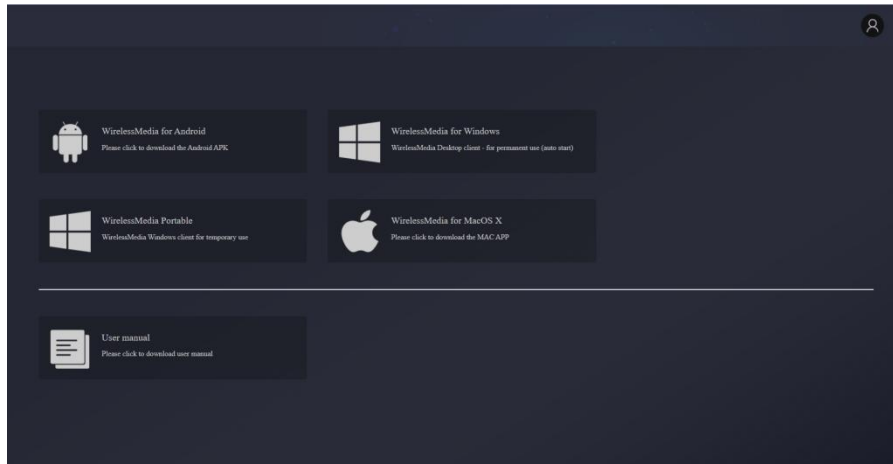 WirelessMedia for Android
Please click to download the Android APK
WirelessMedia for Windows
WirelessMedia Desktop client - for permanent use (auto start)
WirelessMedia Portable
WirelessMedia Windows client for temporary use
WirelessMedia for MacOS X
Please click to download the MAC APP
User manual
Please click to download user manual